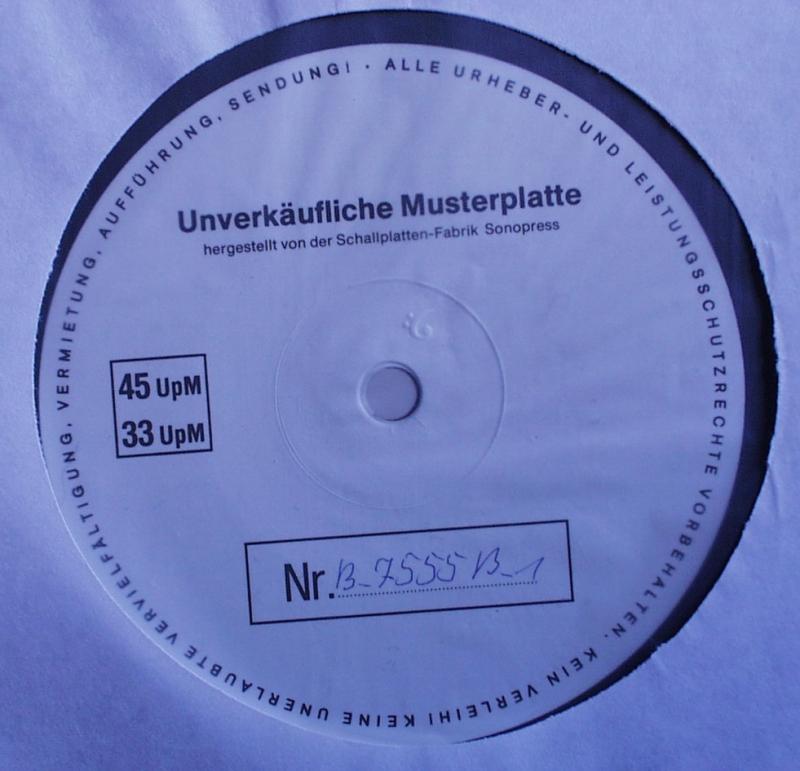 ALLE URHEBER- UND LEISTUNGSSCHUTZRECHTE VORBEHALTEN. KEIN VERLEIH! KEINE UNERLAUBTE VERVIELFÄLTIGUNG, VERMIETUNG, AUFFÜHRUNG, SENDUNG! ·
Unverkäufliche Musterplatte
hergestellt von der Schallplatten-Fabrik Sonopress
45 UpM
33 UpM
Nr. B-7555 B-1